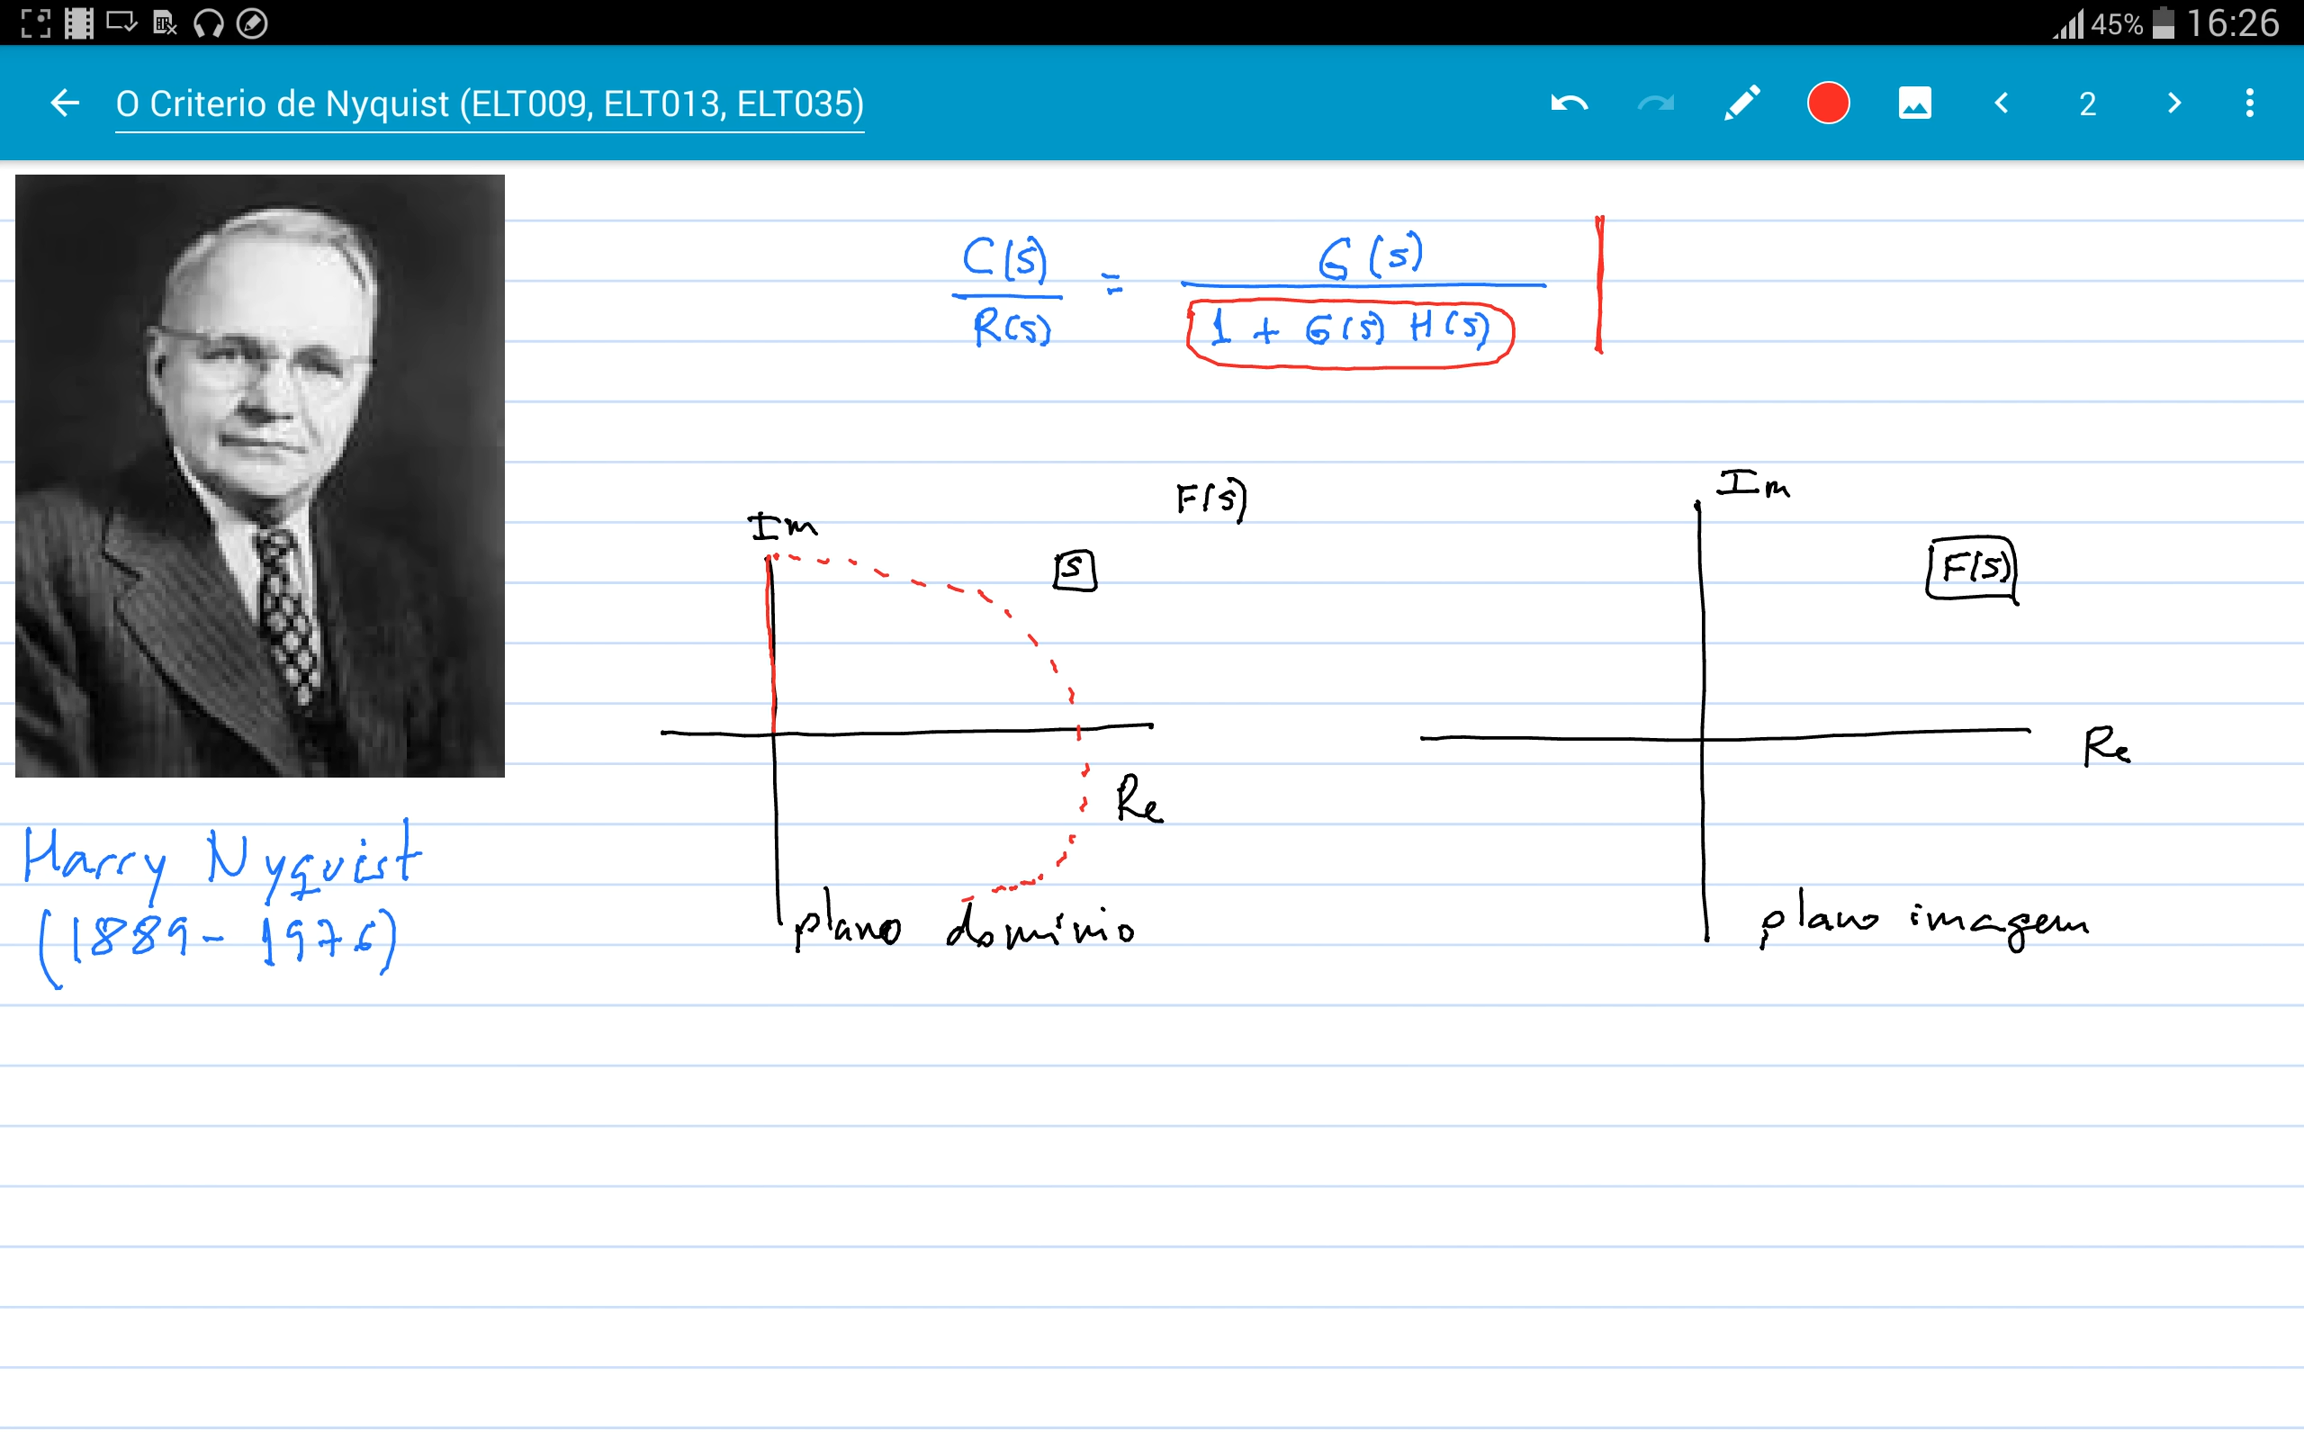 45% 16:26
O Criterio de Nyquist (ELT009, ELT013, ELT035)
2
C(s) / R(s) = G(s) / 1 + G(s) H(s)
F(s)
Im
s
Re
plano domínio
Im
F(s)
Re
plano imagem
Harry Nyquist
(1889 - 1976)